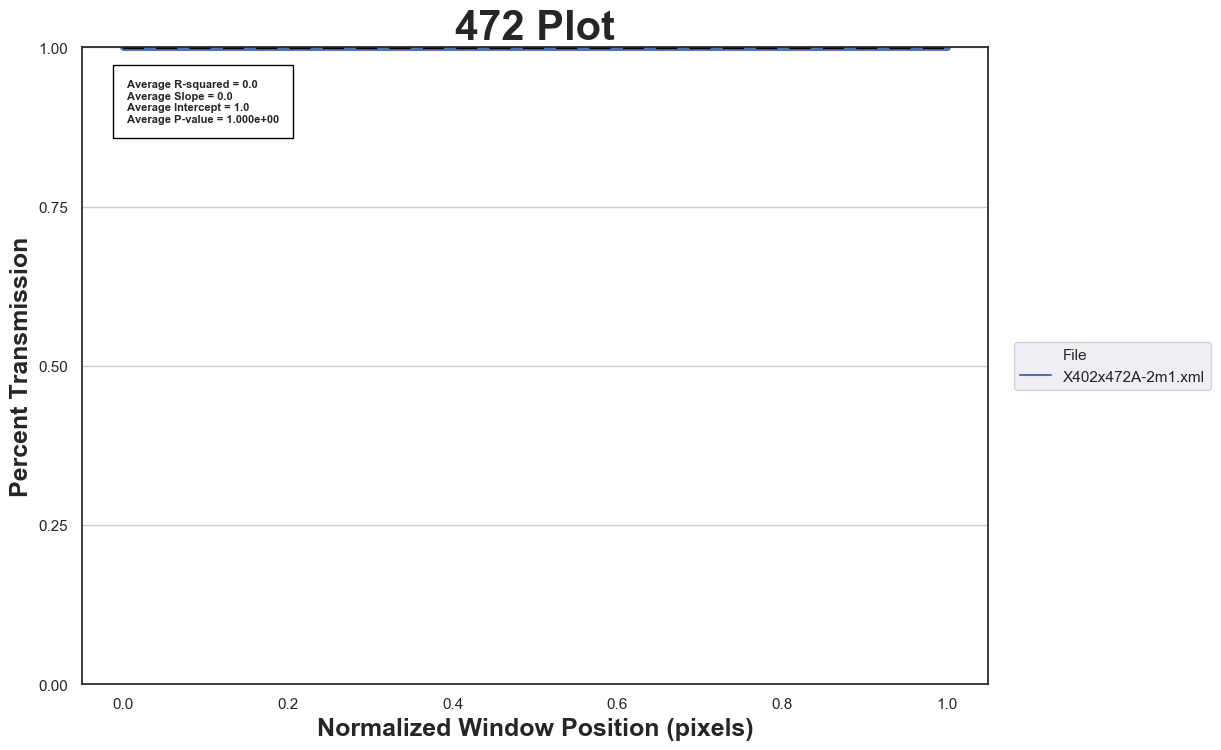 472 Plot
1.00
Average R-squared = 0.0
Average Slope = 0.0
Average Intercept = 1.0
Average P-value = 1.000e+00
0.75
0.50
0.25
0.00
Percent Transmission
0.0 0.2 0.4 0.6 0.8 1.0
Normalized Window Position (pixels)
File
X402x472A-2m1.xml